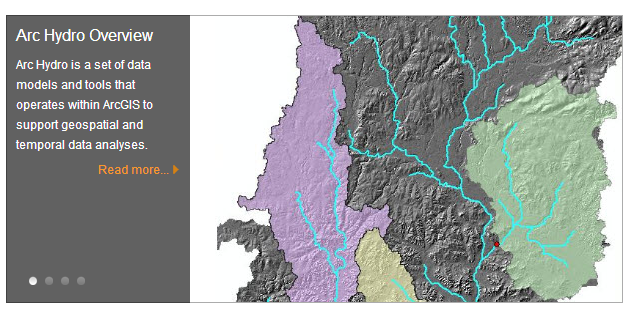 Arc Hydro Overview
Arc Hydro is a set of data
models and tools that
operates within ArcGIS to
support geospatial and
temporal data analyses.
Read more...